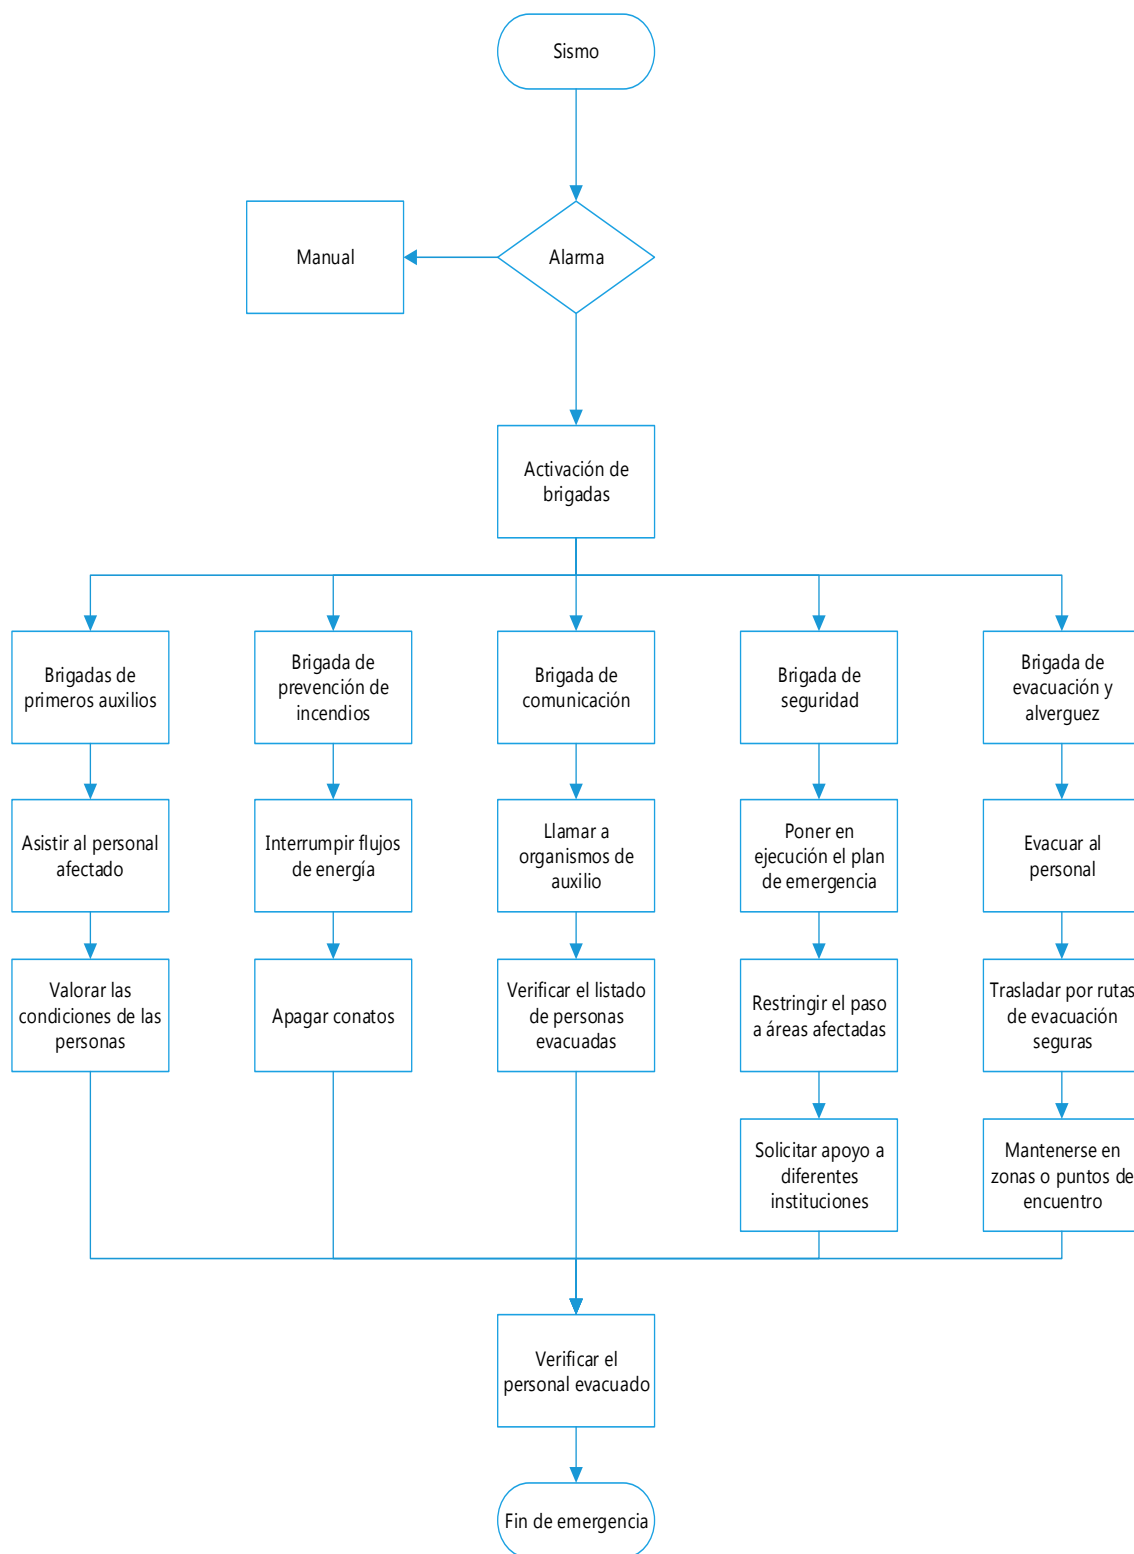 Sismo
Manual
Alarma
Activación de
brigadas
Brigadas de
primeros auxilios
Brigada de
prevención de
incendios
Brigada de
comunicación
Brigada de
seguridad
Brigada de
evacuación y
alverguez
Asistir al personal
afectado
Interrumpir flujos
de energía
Llamar a
organismos de
auxilio
Poner en
ejecución el plan
de emergencia
Evacuar al
personal
Valorar las
condiciones de las
personas
Apagar conatos
Verificar el listado
de personas
evacuadas
Restringir el paso
a áreas afectadas
Trasladar por rutas
de evacuación
seguras
Solicitar apoyo a
diferentes
instituciones
Mantenerse en
zonas o puntos de
encuentro
Verificar el
personal evacuado
Fin de emergencia